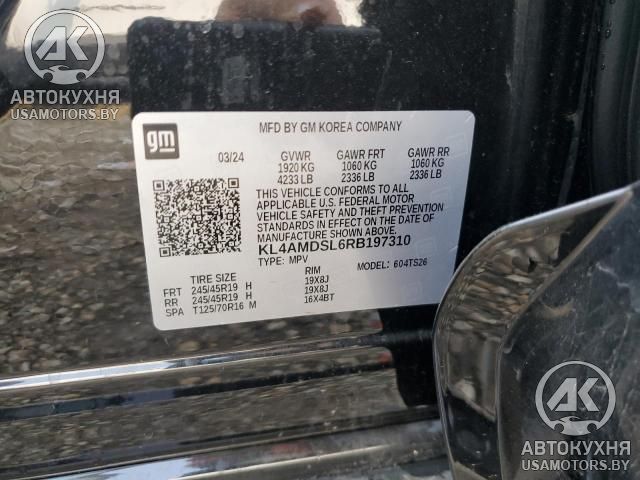 AK
АВТОКУХНЯ
USAMOTORS.BY
gm
MFD BY GM KOREA COMPANY
03/24 GVWR GAWR FRT GAWR RR
1920 KG 1060 KG 1060 KG
4233 LB 2336 LB 2336 LB
THIS VEHICLE CONFORMS TO ALL
APPLICABLE U.S. FEDERAL MOTOR
VEHICLE SAFETY AND THEFT PREVENTION
STANDARDS IN EFFECT ON THE DATE OF
MANUFACTURE SHOWN ABOVE.
KL4AMDSL6RB197310
TYPE: MPV MODEL: 604TS26
TIRE SIZE RIM
FRT 245/45R19 H 19X8J
RR 245/45R19 H 19X8J
SPA T125/70R16 M 16X4BT
AK
АВТОКУХНЯ
USAMOTORS.BY